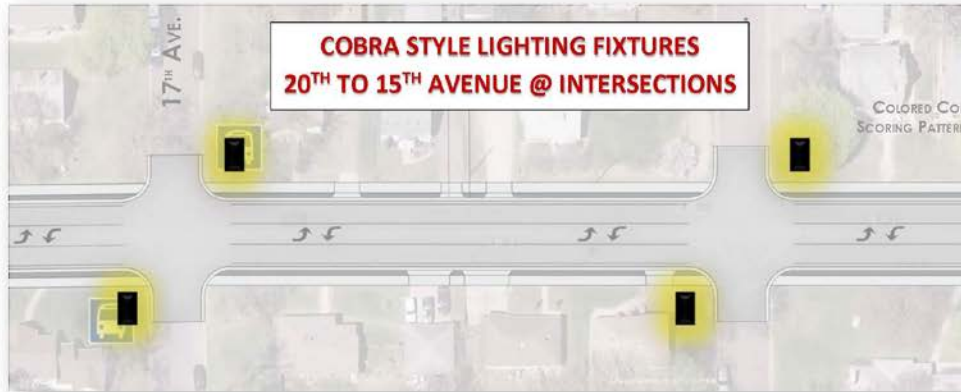 COBRA STYLE LIGHTING FIXTURES
20TH TO 15TH AVENUE @ INTERSECTIONS
17TH AVE.
COLORED CO
SCORING PATTER